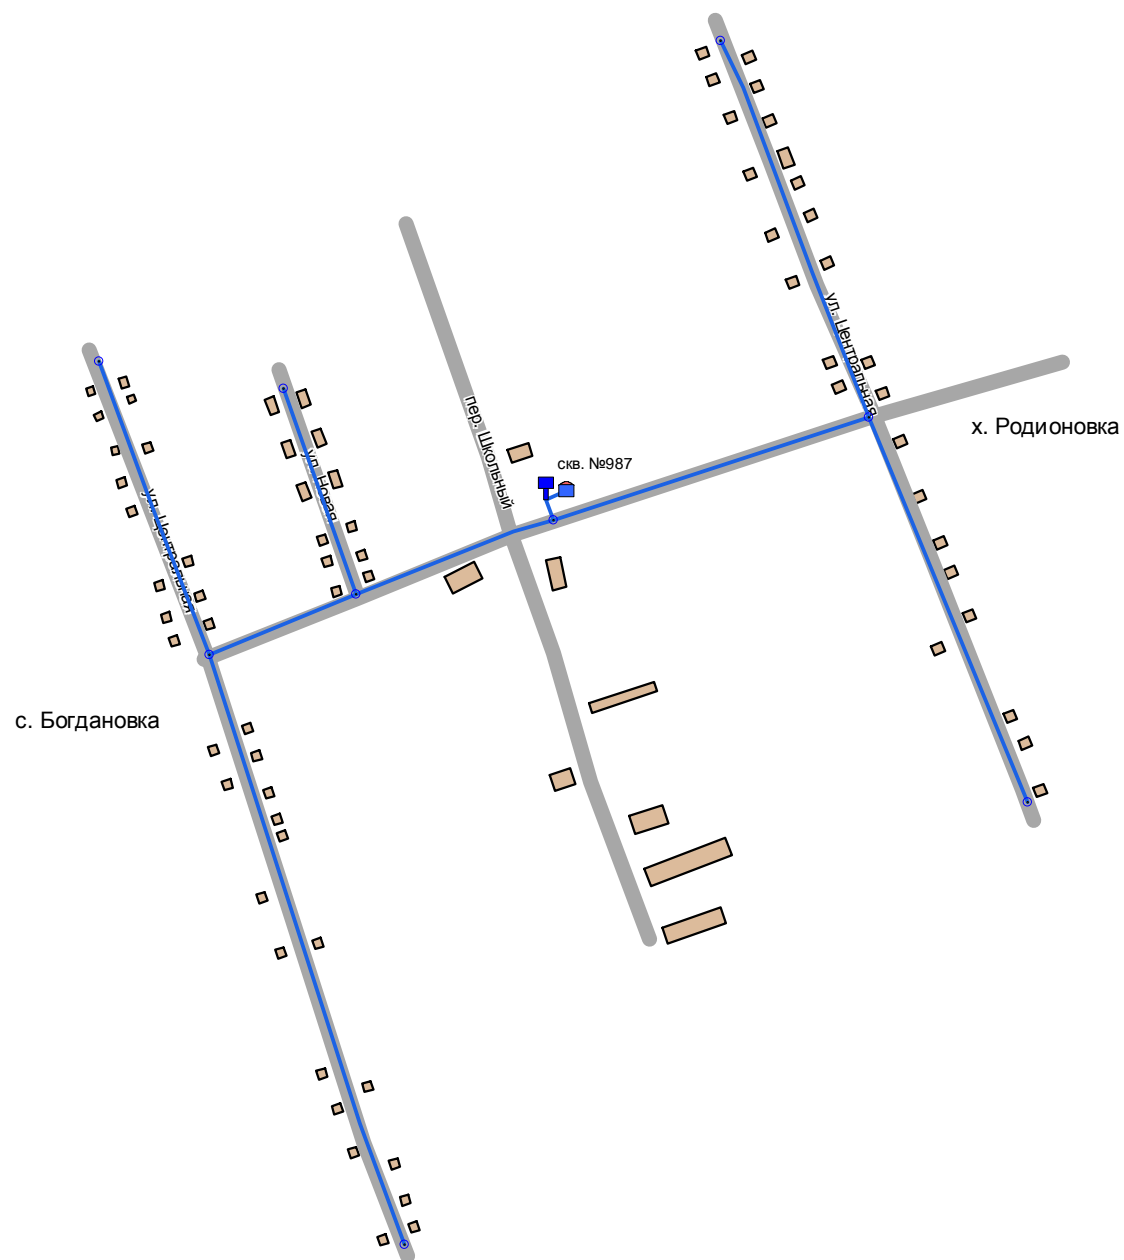 ул. Центральная
х. Родионовка
пер. Школьный
скв. №987
ул. Новая
ул. Центральная
с. Богдановка